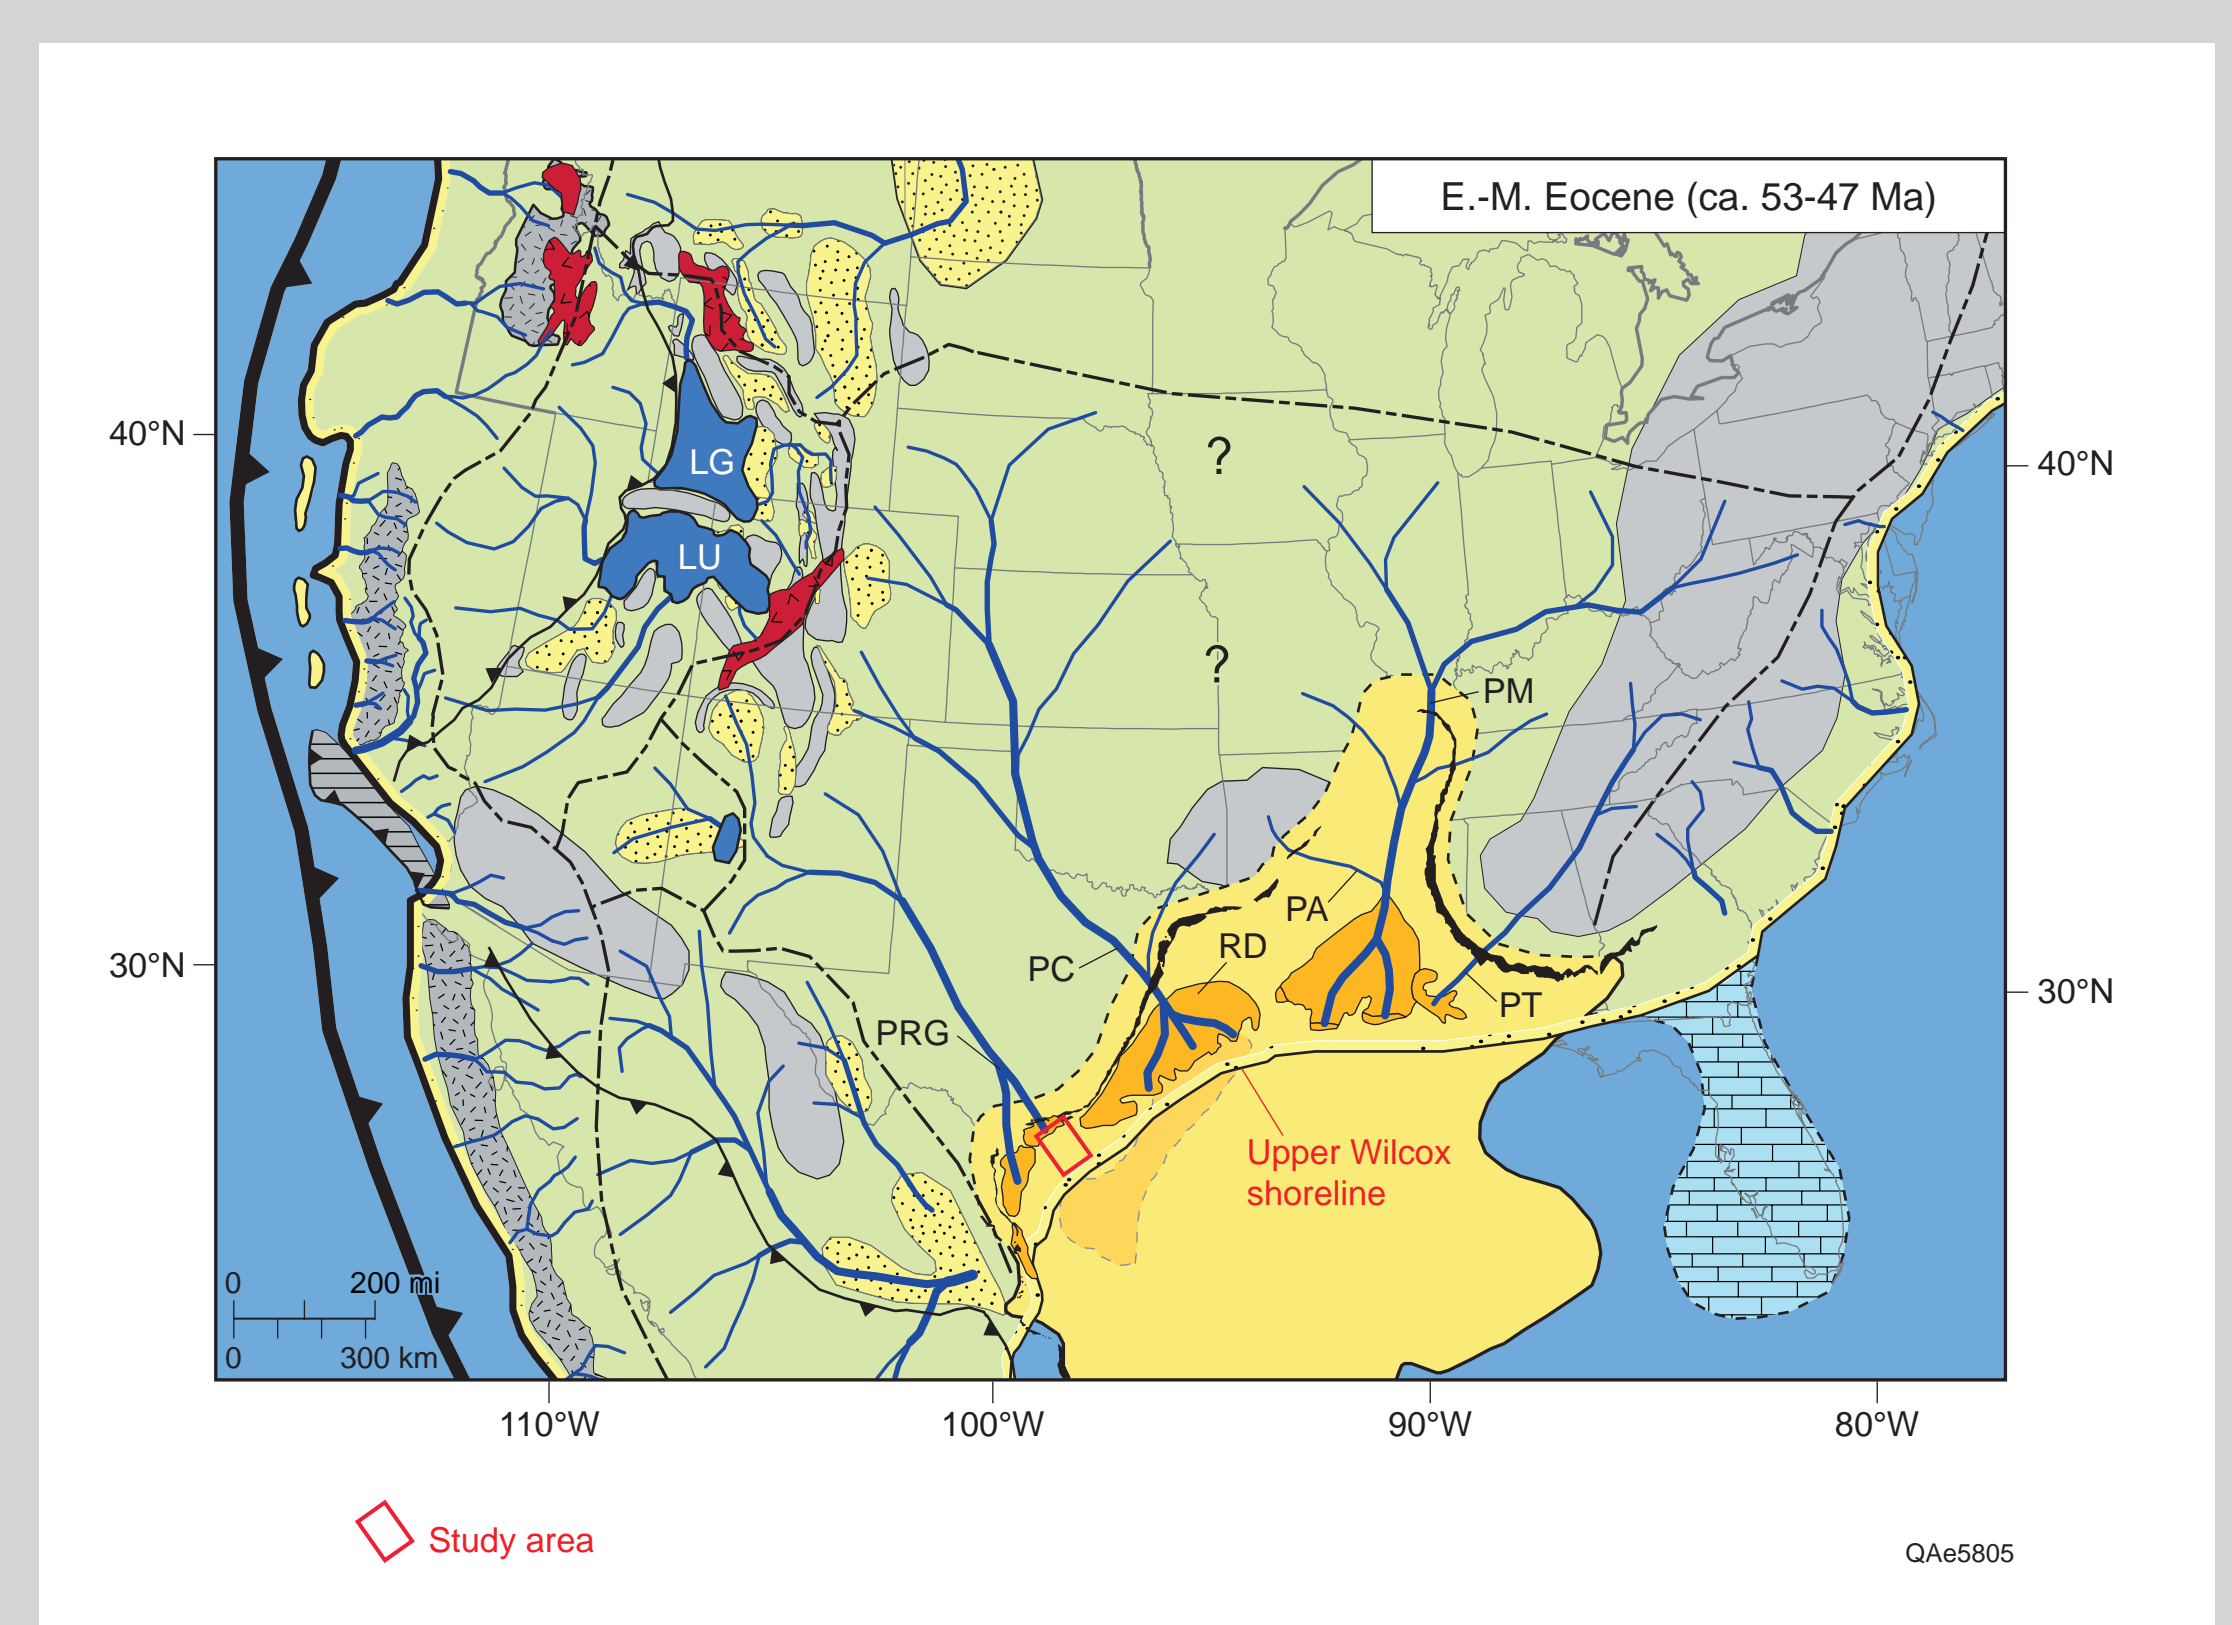 E.-M. Eocene (ca. 53-47 Ma)
40°N
LG
?
40°N
LU
?
PM
PA
RD
PC
30°N
30°N
PT
PRG
Upper Wilcox
shoreline
0 200 mi
0 300 km
110°W 100°W 90°W 80°W
Study area
QAe5805